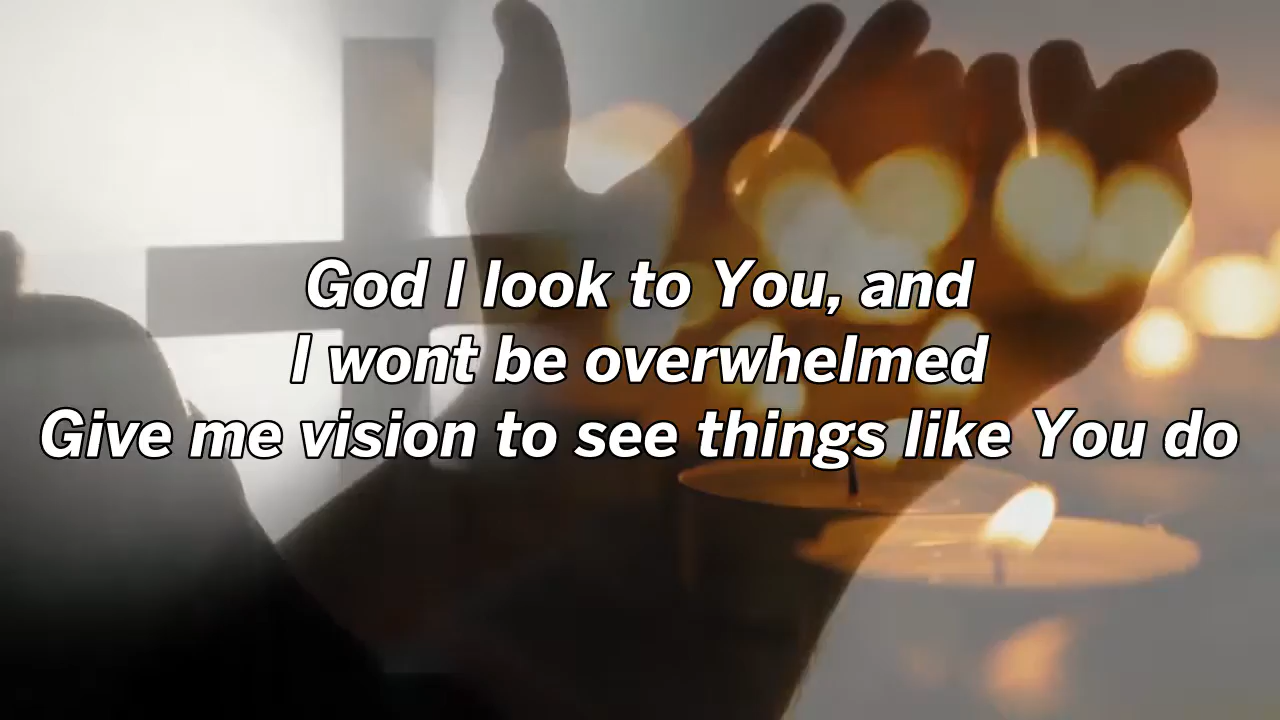 God I look to You, and
I wont be overwhelmed
Give me vision to see things like You do